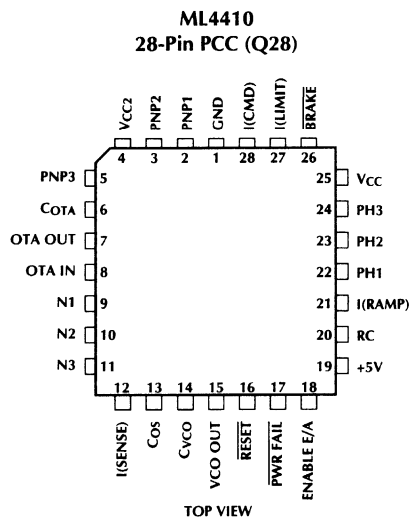 ML4410
28-Pin PCC (Q28)
VCC2
PNP2
PNP1
GND
I(CMD)
I(LIMIT)
BRAKE
4 3 2 1 28 27 26
PNP3 5 25 VCC
COTA 6 24 PH3
OTA OUT 7 23 PH2
OTA IN 8 22 PH1
N1 9 21 I(RAMP)
N2 10 20 RC
N3 11 19 +5V
12 13 14 15 16 17 18
I(SENSE)
COS
CVCO
VCO OUT
RESET
PWR FAIL
ENABLE E/A
TOP VIEW